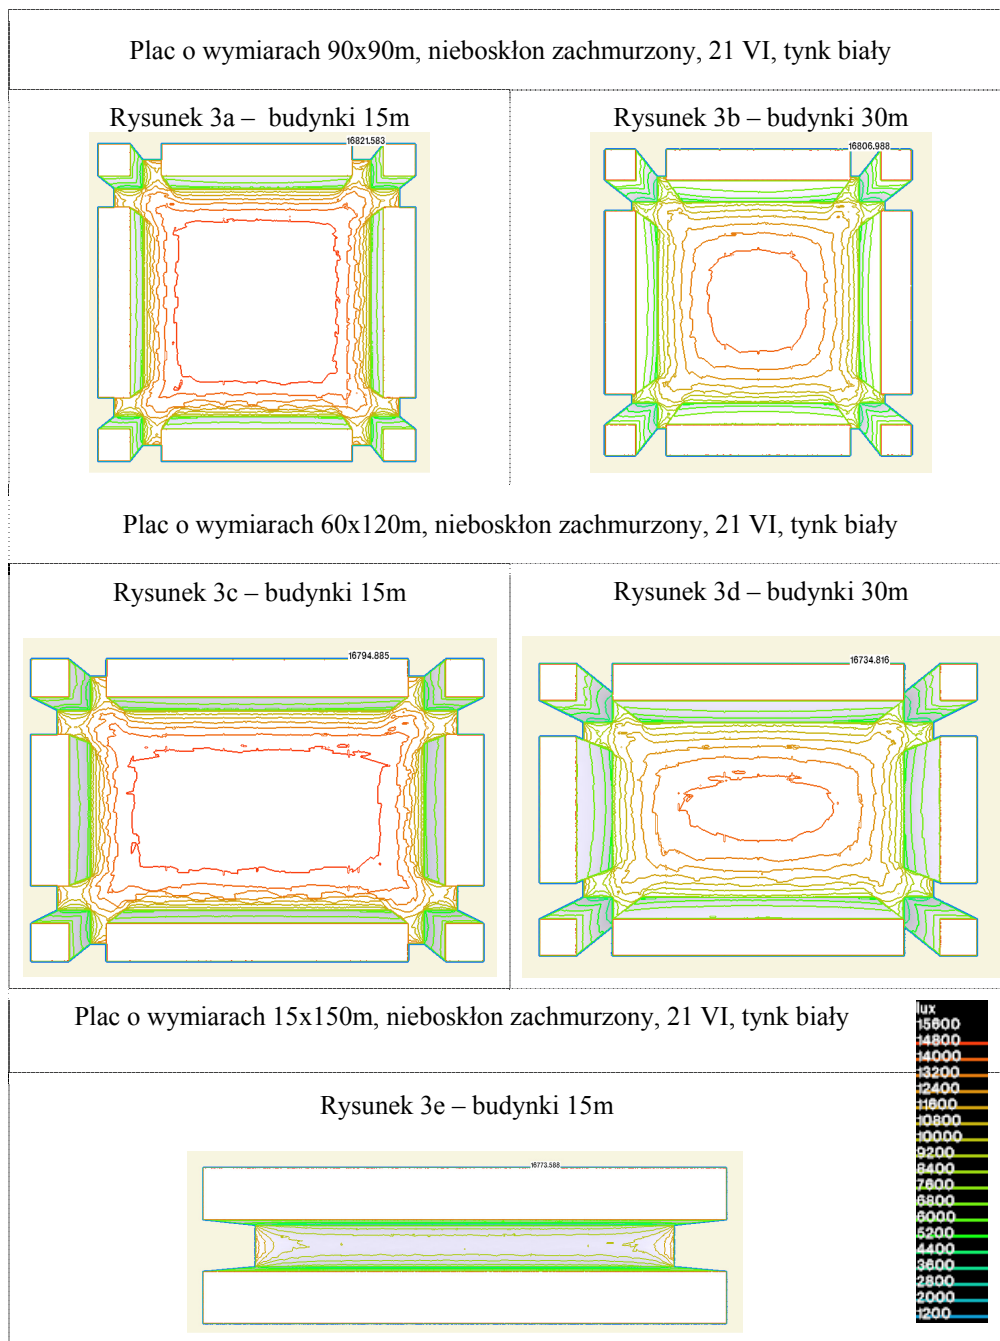 Plac o wymiarach 90x90m, nieboskłon zachmurzony, 21 VI, tynk biały
Rysunek 3a – budynki 15m
Rysunek 3b – budynki 30m
16821.583
16806.988
Plac o wymiarach 60x120m, nieboskłon zachmurzony, 21 VI, tynk biały
Rysunek 3c – budynki 15m
Rysunek 3d – budynki 30m
16794.885
16734.816
Plac o wymiarach 15x150m, nieboskłon zachmurzony, 21 VI, tynk biały
Rysunek 3e – budynki 15m
16773.588
lux
15600
14800
14000
13200
12400
11600
10800
10000
9200
8400
7600
6800
6000
5200
4400
3600
2800
2000
1200